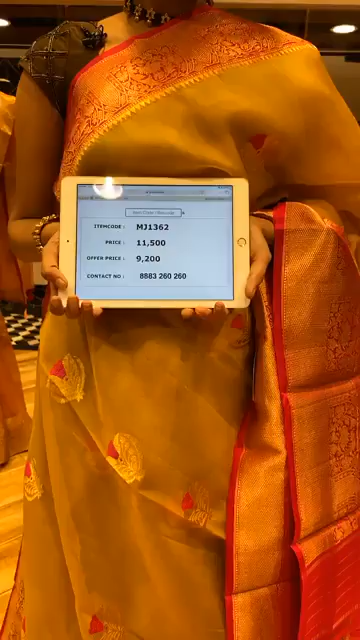 ITEMCODE : MJ1362
PRICE : 11,500
OFFER PRICE : 9,200
CONTACT NO : 8883 260 260